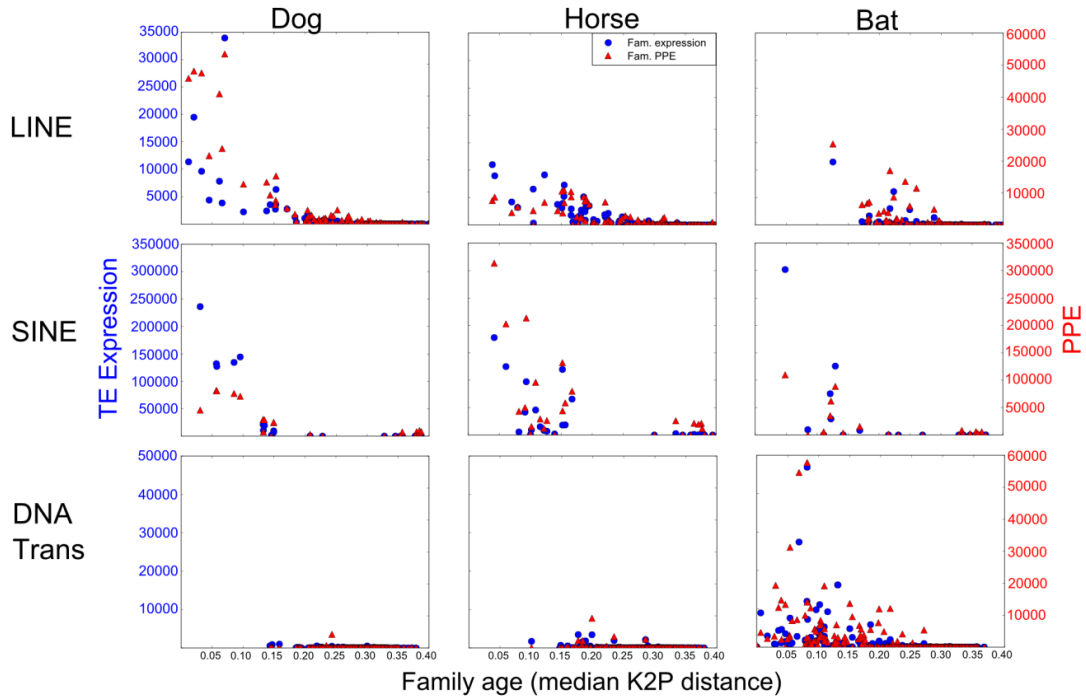 Dog Horse Bat
LINE
SINE
DNA
Trans
TE Expression
PPE
35000
30000
25000
20000
15000
10000
5000
Fam. expression
Fam. PPE
60000
50000
40000
30000
20000
10000
350000
300000
250000
200000
150000
100000
50000
350000
300000
250000
200000
150000
100000
50000
50000
40000
30000
20000
10000
60000
50000
40000
30000
20000
10000
0.05 0.10 0.15 0.20 0.25 0.30 0.35 0.40
0.05 0.10 0.15 0.20 0.25 0.30 0.35 0.40
0.05 0.10 0.15 0.20 0.25 0.30 0.35 0.40
Family age (median K2P distance)